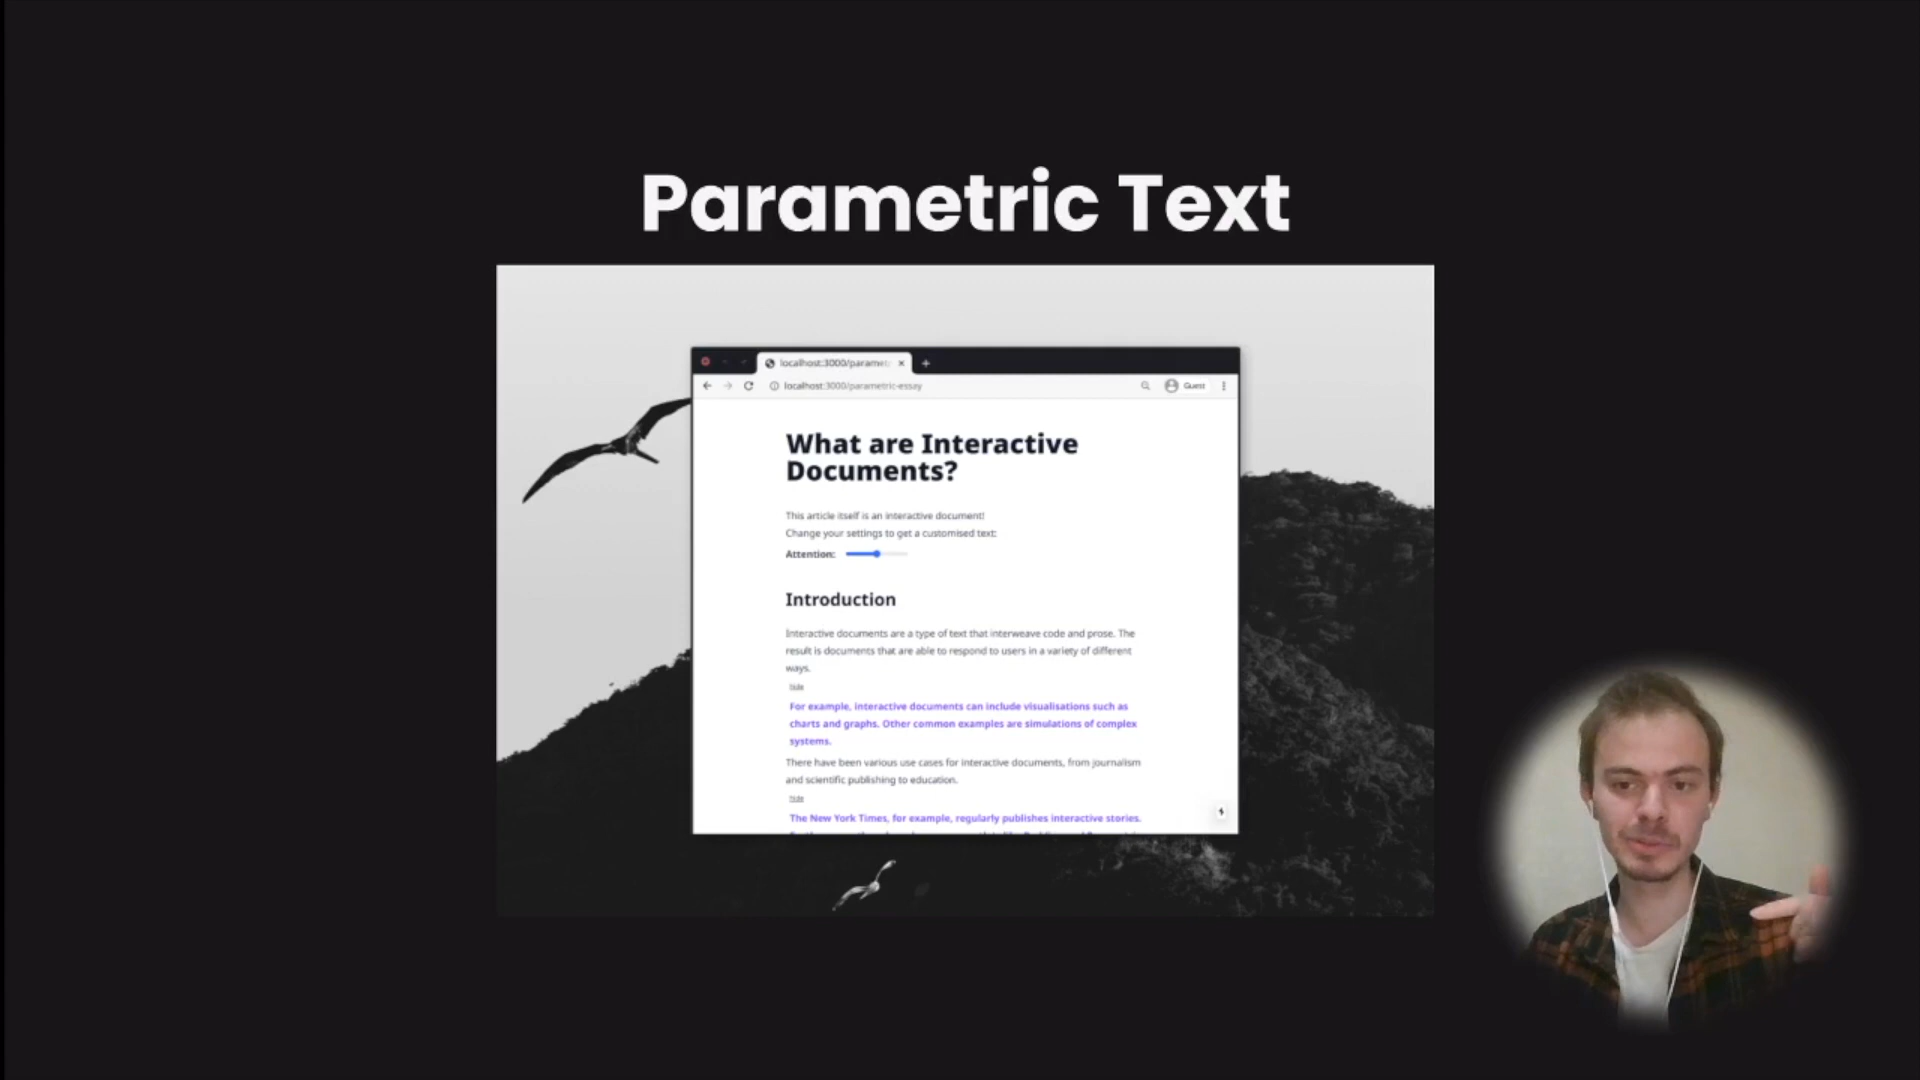 Parametric Text
localhost:3000/paramet
localhost:3000/parametric-essay
Guest
What are Interactive
Documents?
This article itself is an interactive document!
Change your settings to get a customised text:
Attention:
Introduction
Interactive documents are a type of text that interweave code and prose. The
result is documents that are able to respond to users in a variety of different
ways.
hide
For example, interactive documents can include visualisations such as
charts and graphs. Other common examples are simulations of complex
systems.
There have been various use cases for interactive documents, from journalism
and scientific publishing to education.
hide
The New York Times, for example, regularly publishes interactive stories.